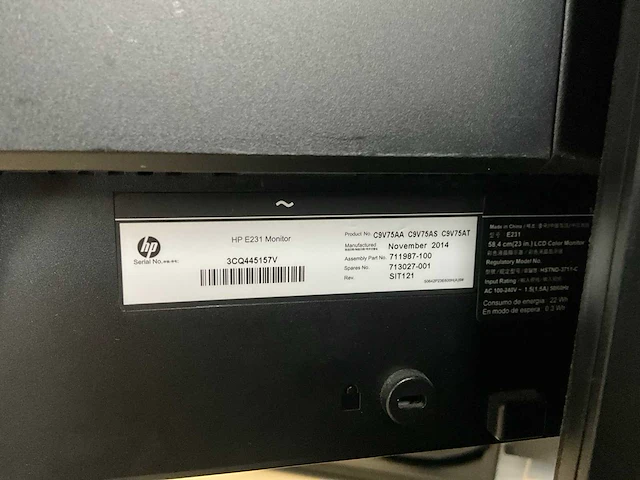 ~
hp
HP E231 Monitor
Serial No.
3CQ445157V
Product No. C9V75AA C9V75AS C9V75AT
Manufactured November 2014
Assembly Part No. 711987-100
Spares No. 713027-001
Rev. SIT121
Made in China
E231
58.4 cm(23 in.) LCD Color Monitor
Regulatory Model No.
HSTND-3711-C
Input Rating
AC 100-240V ~ 1.5(1.5A) 50/60Hz
Consumo de energía : 22 Wh
En modo de espera : 0.2 Wh